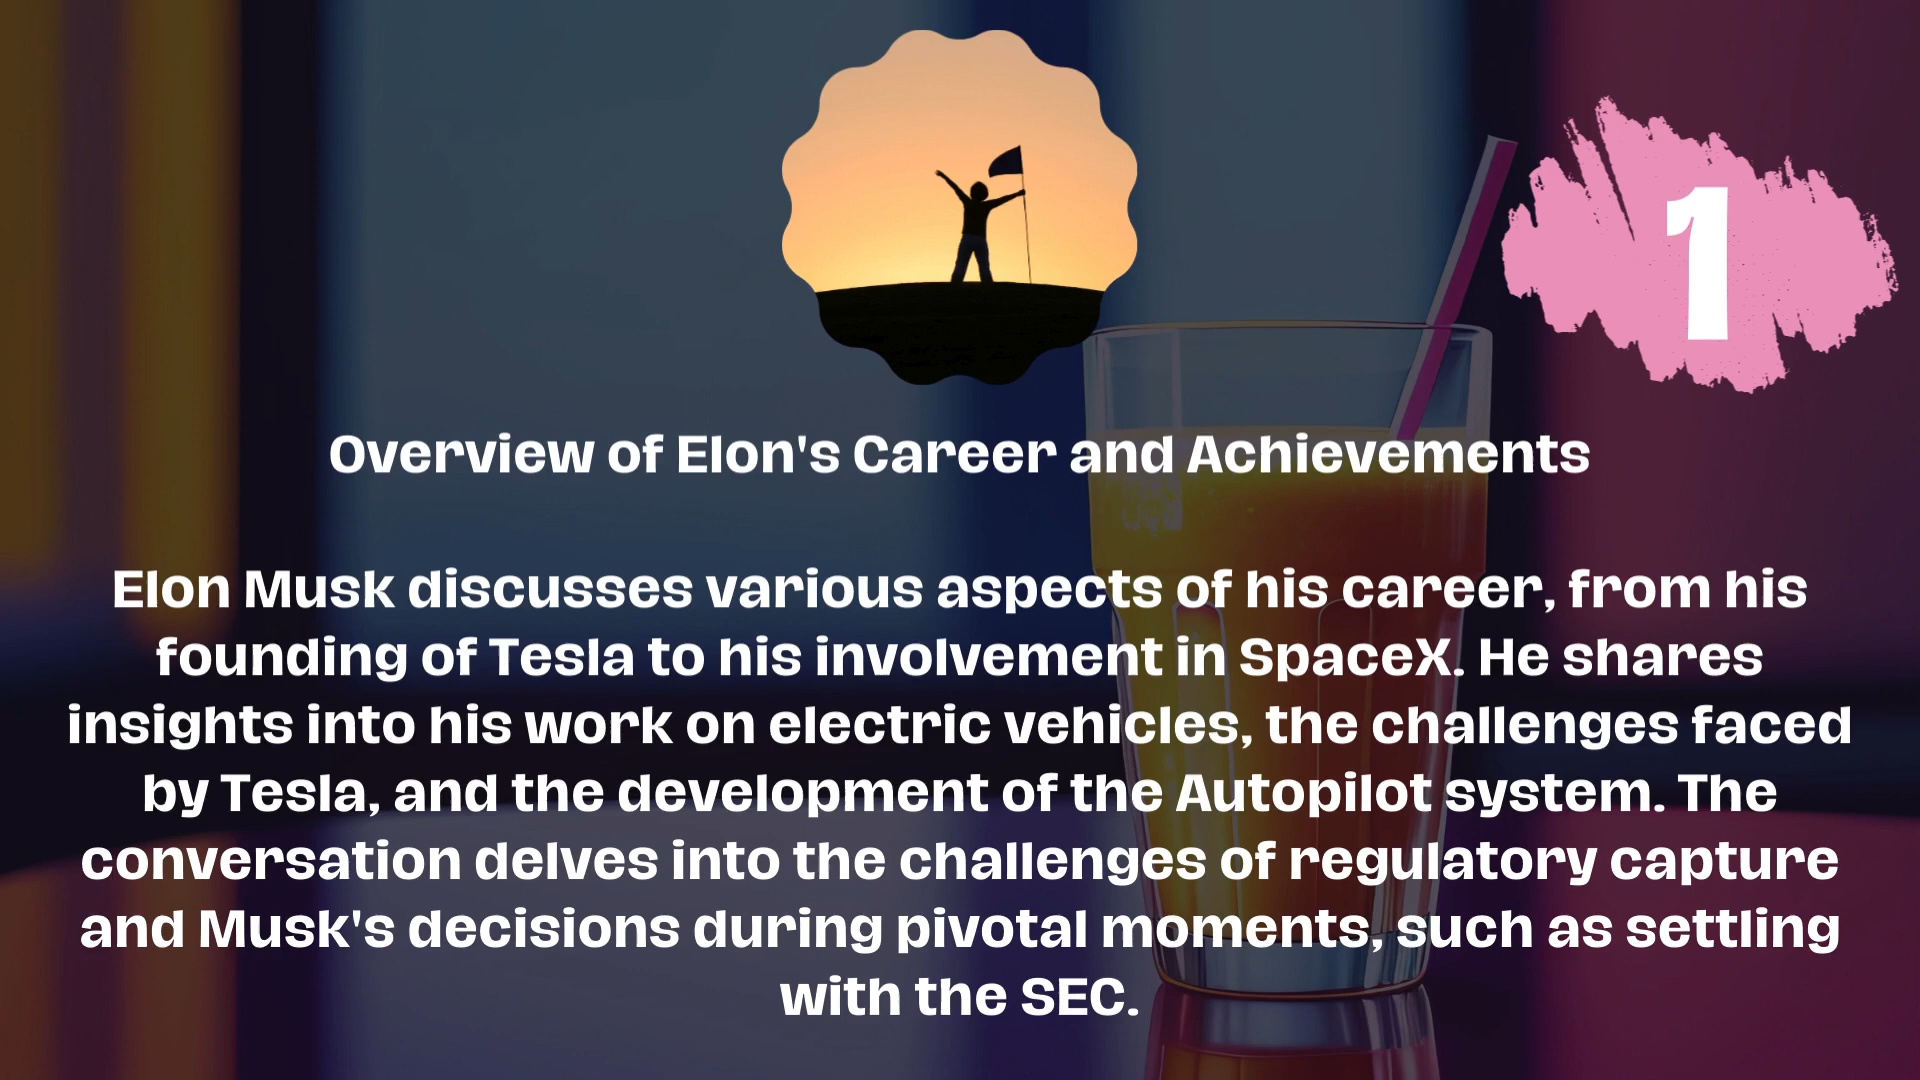 1
Overview of Elon's Career and Achievements
Elon Musk discusses various aspects of his career, from his
founding of Tesla to his involvement in SpaceX. He shares
insights into his work on electric vehicles, the challenges faced
by Tesla, and the development of the Autopilot system. The
conversation delves into the challenges of regulatory capture
and Musk's decisions during pivotal moments, such as settling
with the SEC.